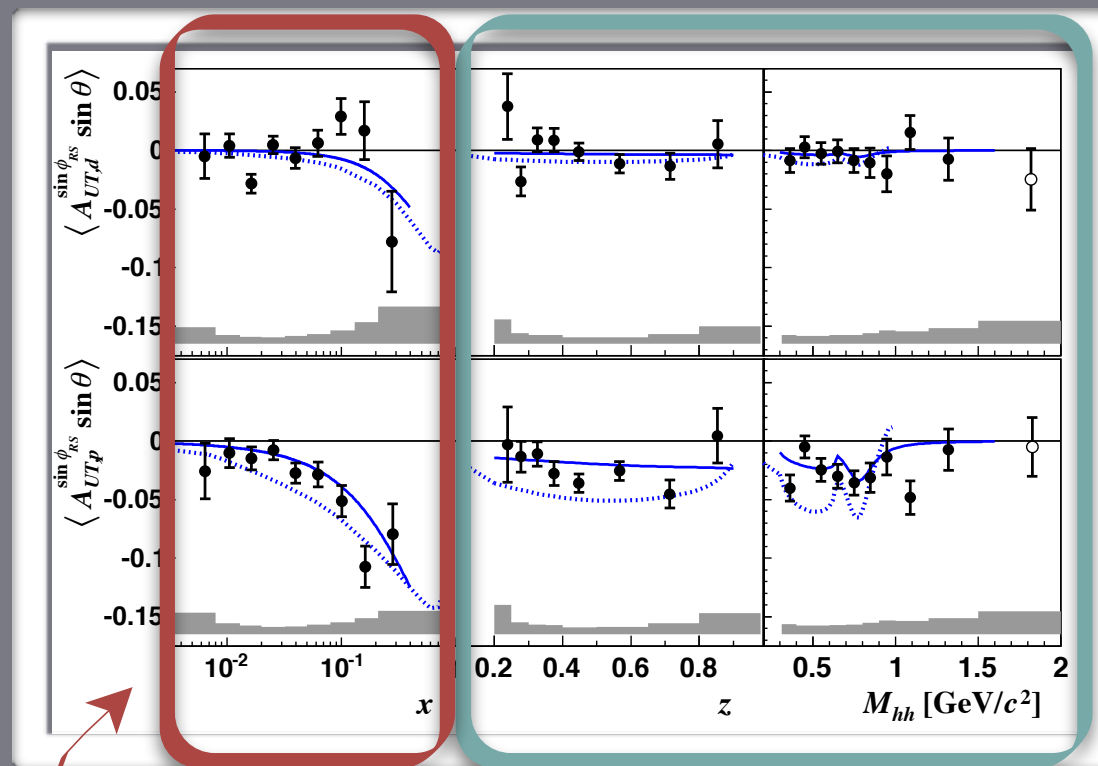 ⟨ A^{sin ϕ_RS}_{UT,d} sin θ ⟩
0.05
0
-0.05
-0.1
-0.15
⟨ A^{sin ϕ_RS}_{UT,p} sin θ ⟩
0.05
0
-0.05
-0.1
-0.15
10^-2 10^-1 0.2 0.4 0.6 0.8 0.5 1 1.5 2
x z M_hh [GeV/c^2]